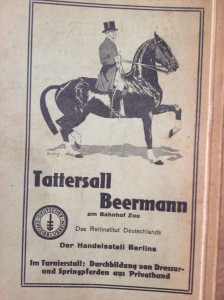 Tattersall
Beermann
am Bahnhof Zoo
Das Reitinstitut Deutschlands
Der Handelsstall Berlins
Im Turnierstall: Durchbildung von Dressur-
und Springpferden aus Privathand